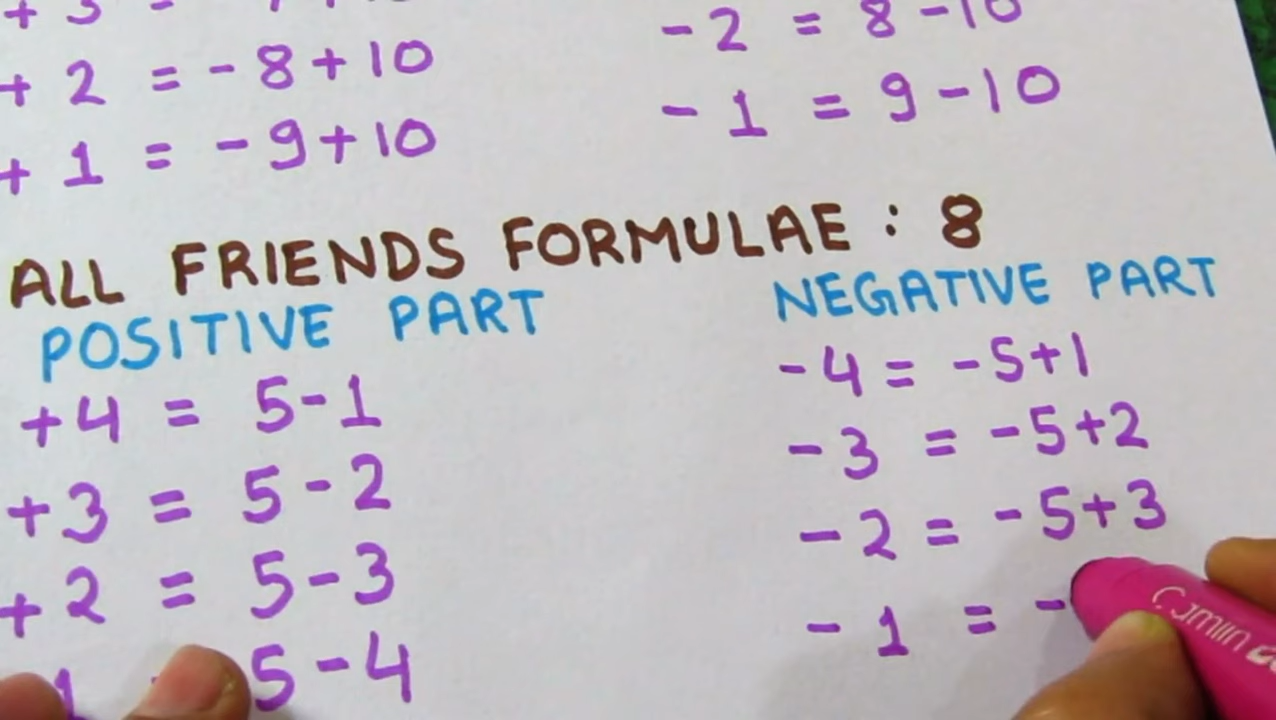 + 3 =
- 2 = 8 - 10
+ 2 = - 8 + 10
- 1 = 9 - 10
+ 1 = - 9 + 10
ALL FRIENDS FORMULAE : 8
POSITIVE PART
NEGATIVE PART
+4 = 5-1
-4 = -5+1
+3 = 5-2
-3 = -5+2
+2 = 5-3
-2 = -5+3
1 5-4
-1 = -
Camlin